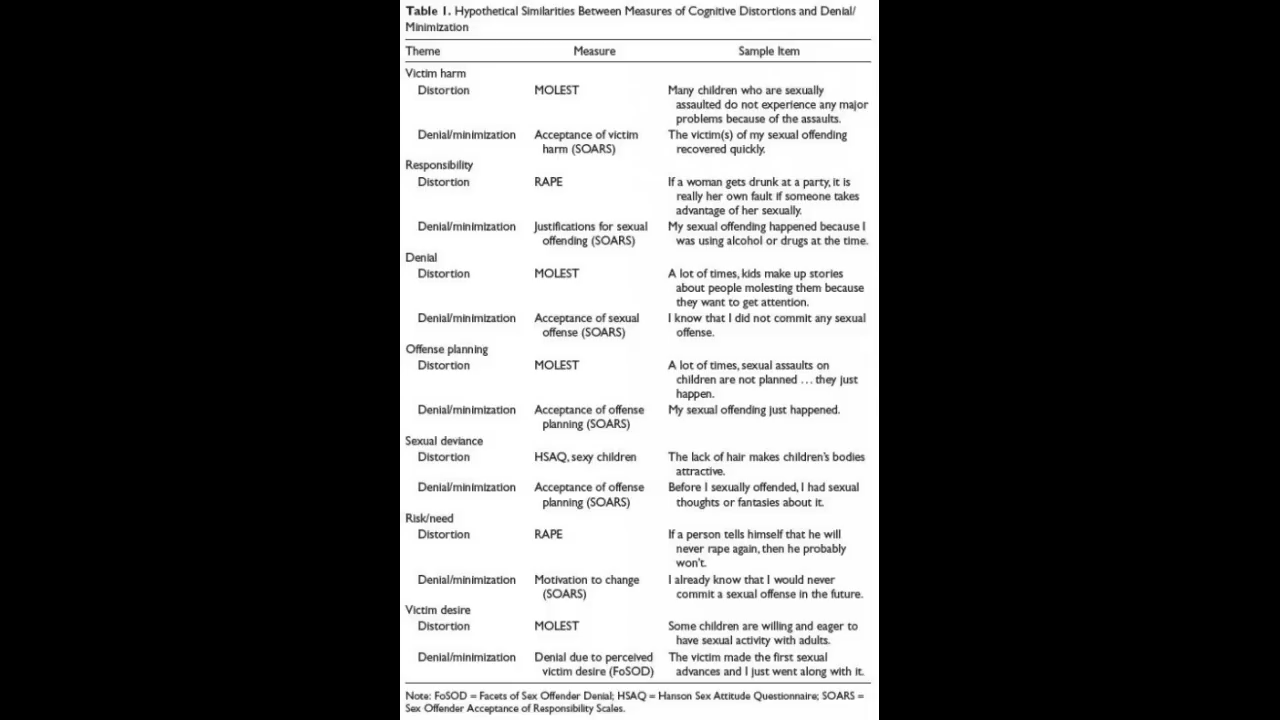 Table 1. Hypothetical Similarities Between Measures of Cognitive Distortions and Denial/
Minimization
Theme Measure Sample Item
Victim harm
Distortion MOLEST Many children who are sexually
assaulted do not experience any major
problems because of the assaults.
Denial/minimization Acceptance of victim The victim(s) of my sexual offending
harm (SOARS) recovered quickly.
Responsibility
Distortion RAPE If a woman gets drunk at a party, it is
really her own fault if someone takes
advantage of her sexually.
Denial/minimization Justifications for sexual My sexual offending happened because I
offending (SOARS) was using alcohol or drugs at the time.
Denial
Distortion MOLEST A lot of times, kids make up stories
about people molesting them because
they want to get attention.
Denial/minimization Acceptance of sexual I know that I did not commit any sexual
offense (SOARS) offense.
Offense planning
Distortion MOLEST A lot of times, sexual assaults on
children are not planned … they just
happen.
Denial/minimization Acceptance of offense My sexual offending just happened.
planning (SOARS)
Sexual deviance
Distortion HSAQ, sexy children The lack of hair makes children's bodies
attractive.
Denial/minimization Acceptance of offense Before I sexually offended, I had sexual
planning (SOARS) thoughts or fantasies about it.
Risk/need
Distortion RAPE If a person tells himself that he will
never rape again, then he probably
won't.
Denial/minimization Motivation to change I already know that I would never
(SOARS) commit a sexual offense in the future.
Victim desire
Distortion MOLEST Some children are willing and eager to
have sexual activity with adults.
Denial/minimization Denial due to perceived The victim made the first sexual
victim desire (FoSOD) advances and I just went along with it.
Note: FoSOD = Facets of Sex Offender Denial; HSAQ = Hanson Sex Attitude Questionnaire; SOARS =
Sex Offender Acceptance of Responsibility Scales.